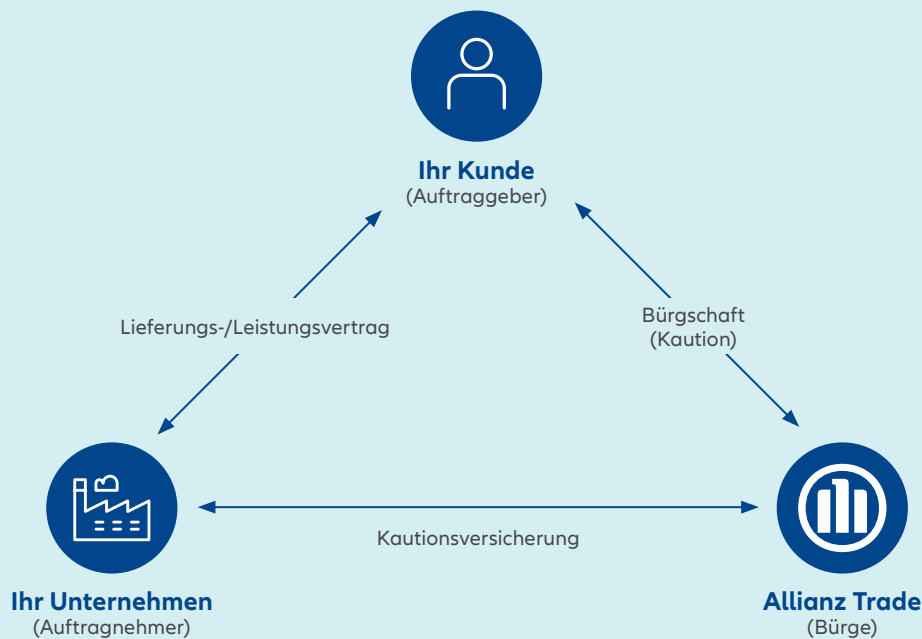 Ihr Kunde
(Auftraggeber)
Lieferungs-/Leistungsvertrag
Bürgschaft
(Kaution)
Kautionsversicherung
Ihr Unternehmen
(Auftragnehmer)
Allianz Trade
(Bürge)